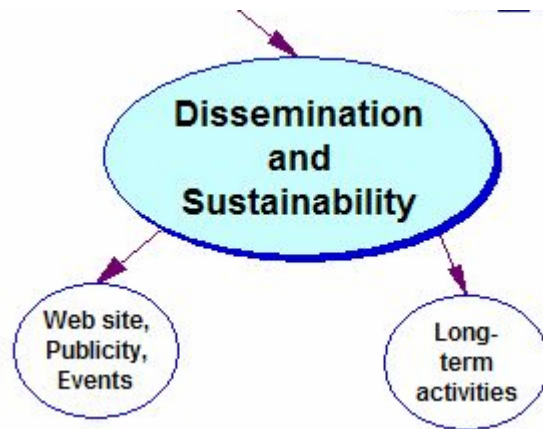 Dissemination
and
Sustainability
Web site,
Publicity,
Events
Long-
term
activities